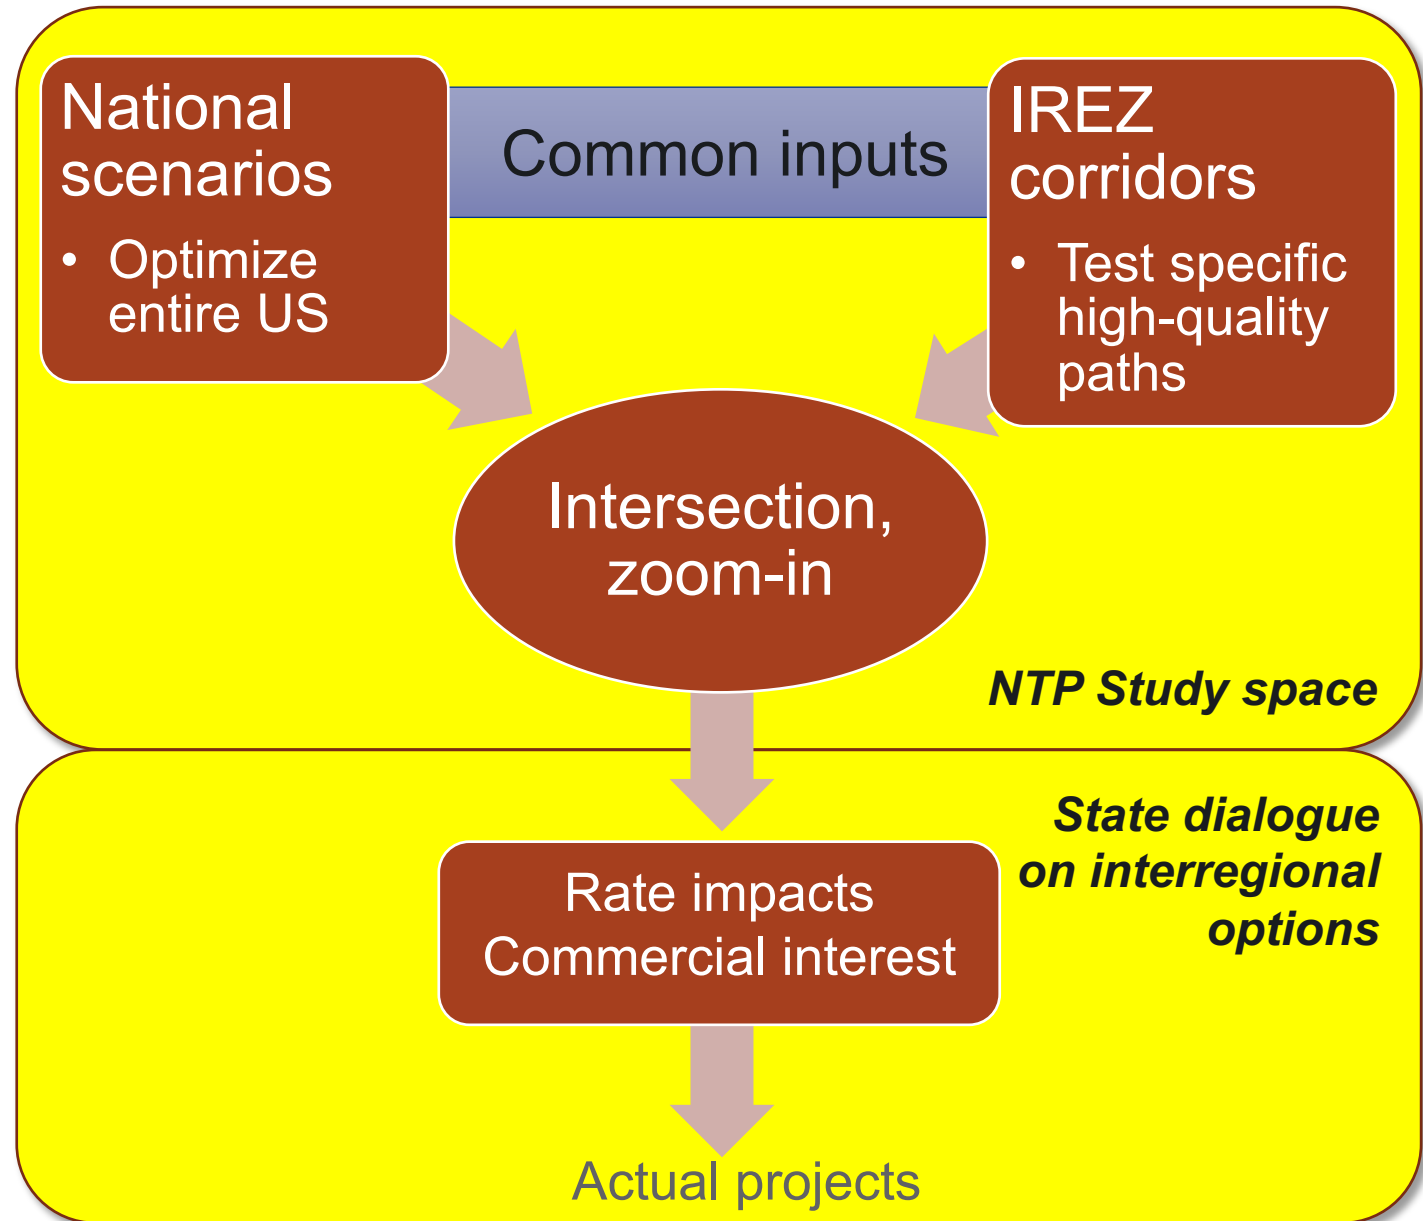 National
scenarios
• Optimize
entire US
Common inputs
IREZ
corridors
• Test specific
high-quality
paths
Intersection,
zoom-in
NTP Study space
State dialogue
on interregional
options
Rate impacts
Commercial interest
Actual projects